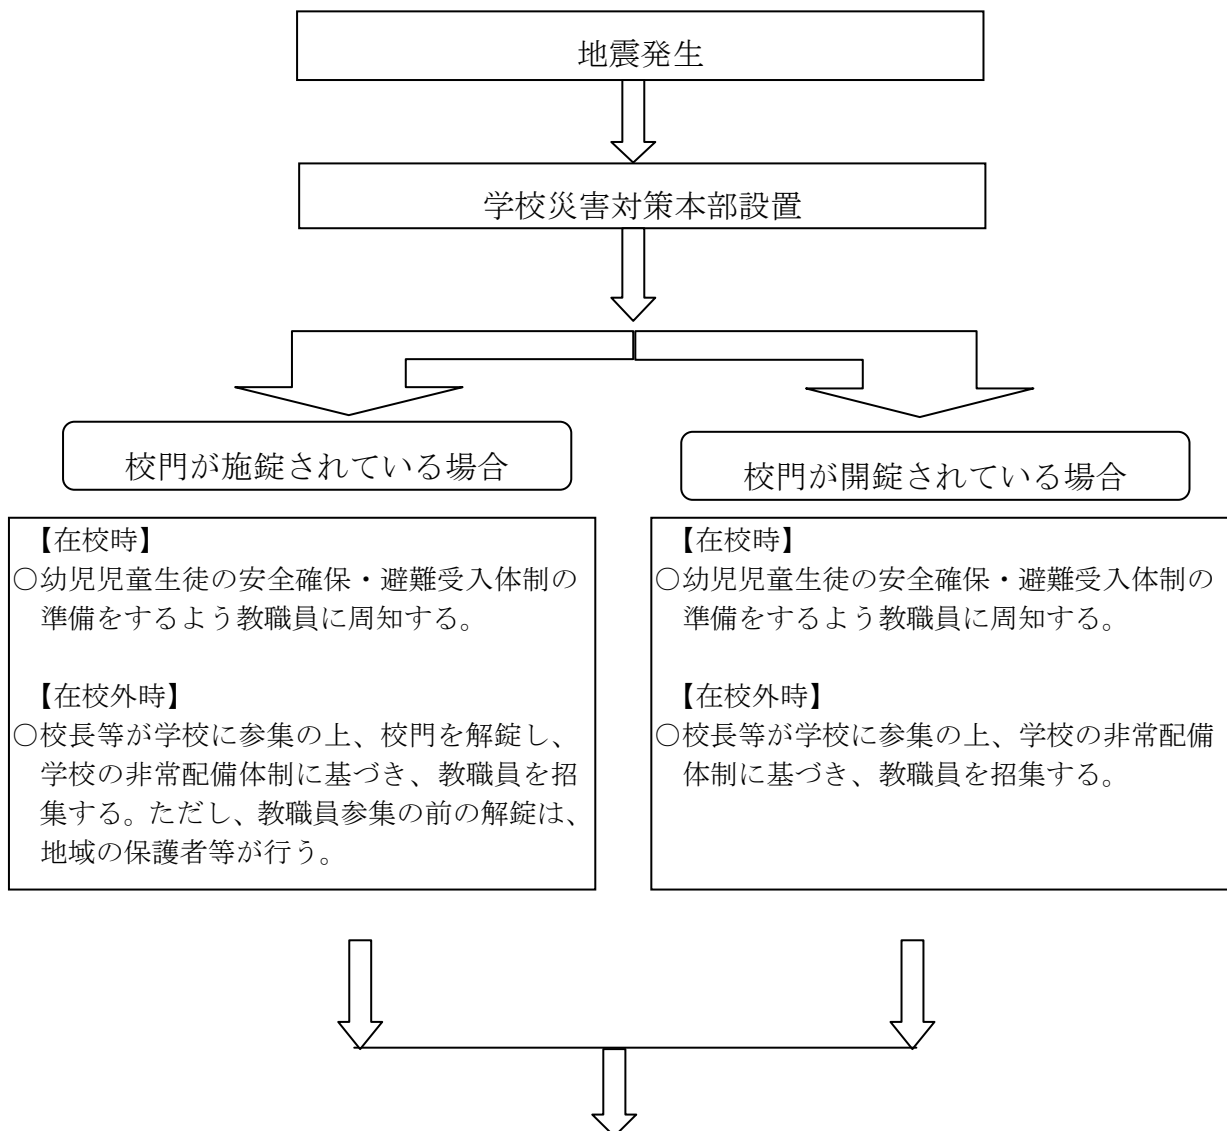 地震発生
学校災害対策本部設置
校門が施錠されている場合
【在校時】
○幼児児童生徒の安全確保・避難受入体制の
準備をするよう教職員に周知する。
【在校外時】
○校長等が学校に参集の上、校門を解錠し、
学校の非常配備体制に基づき、教職員を招
集する。ただし、教職員参集の前の解錠は、
地域の保護者等が行う。
校門が開錠されている場合
【在校時】
○幼児児童生徒の安全確保・避難受入体制の
準備をするよう教職員に周知する。
【在校外時】
○校長等が学校に参集の上、学校の非常配備
体制に基づき、教職員を招集する。